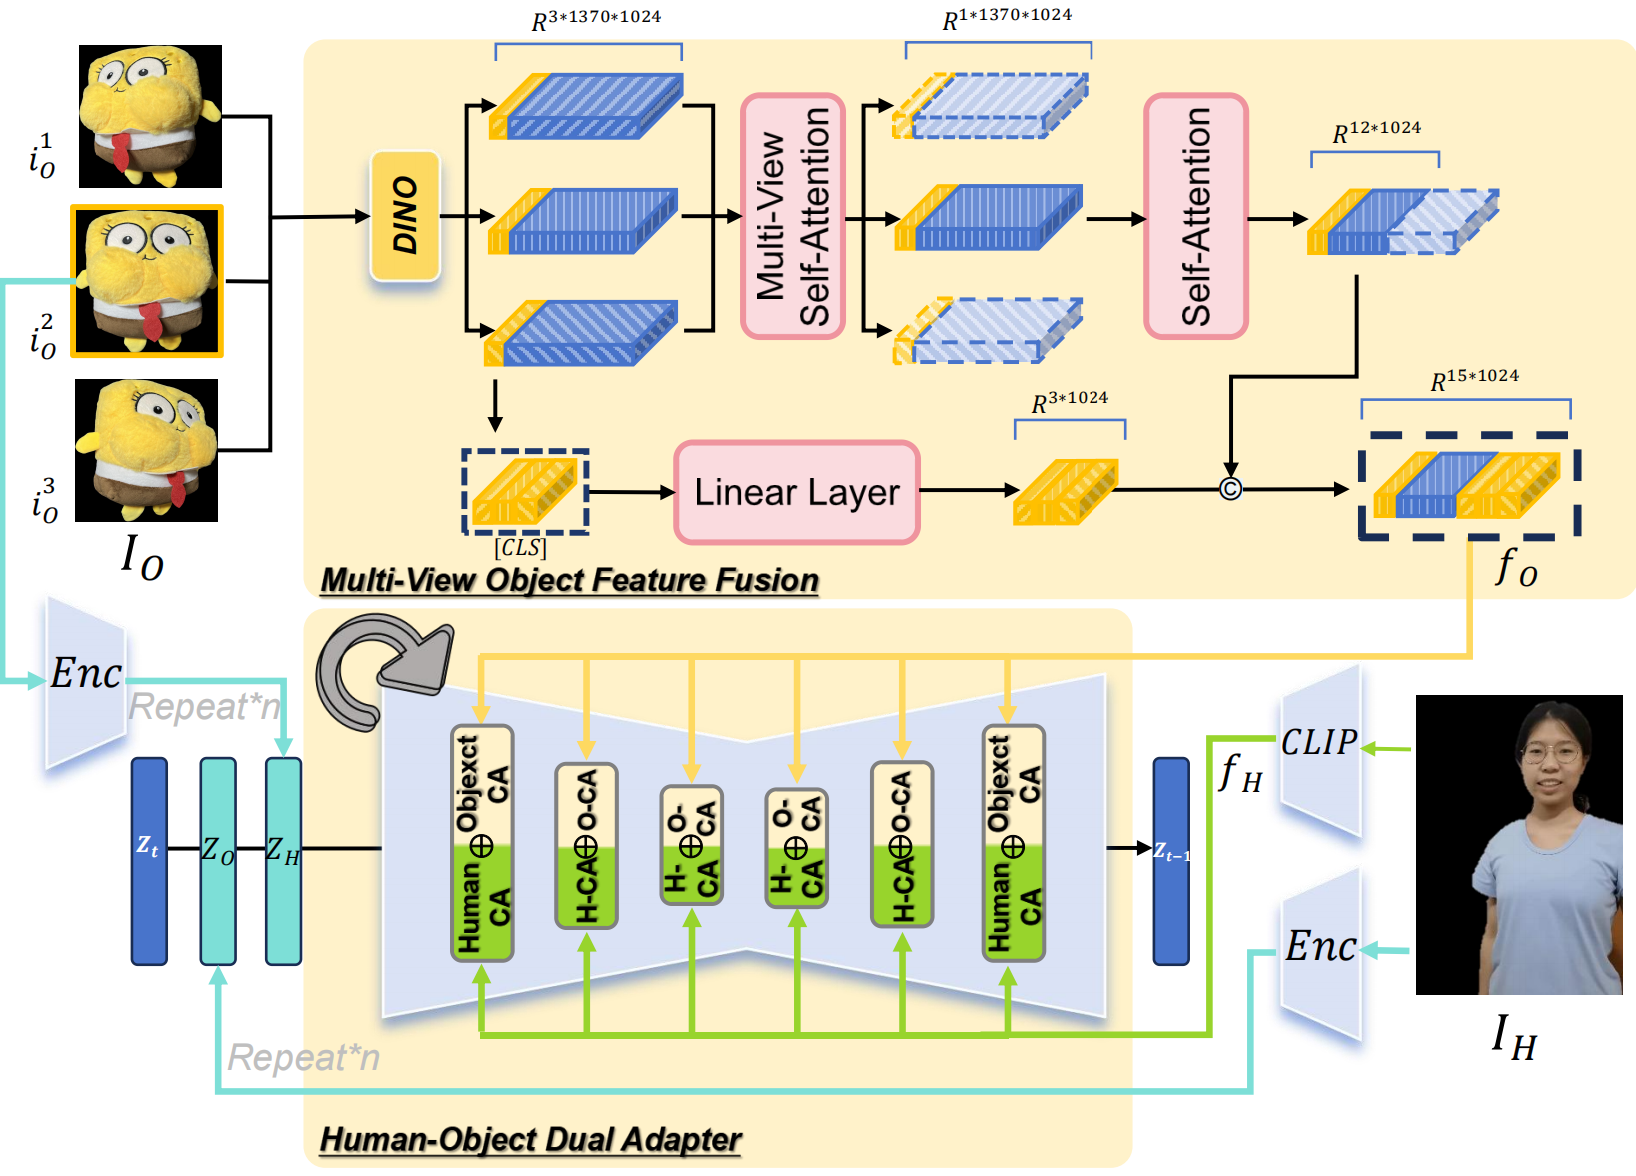 R^{3*1370*1024}
R^{1*1370*1024}
i_O^1
DINO
Multi-View
Self-Attention
Self-Attention
R^{12*1024}
i_O^2
R^{3*1024}
R^{15*1024}
i_O^3
Linear Layer
©
[CLS]
I_O
f_O
Multi-View Object Feature Fusion
Enc
Repeat*n
Objexct
CA
⊕
Human
CA
O-CA
⊕
H-CA
O-
CA
⊕
H-
CA
O-
CA
⊕
H-
CA
O-CA
⊕
H-CA
Objexct
CA
⊕
Human
CA
CLIP
f_H
z_t
Z_O
Z_H
z_{t-1}
Enc
I_H
Repeat*n
Human-Object Dual Adapter